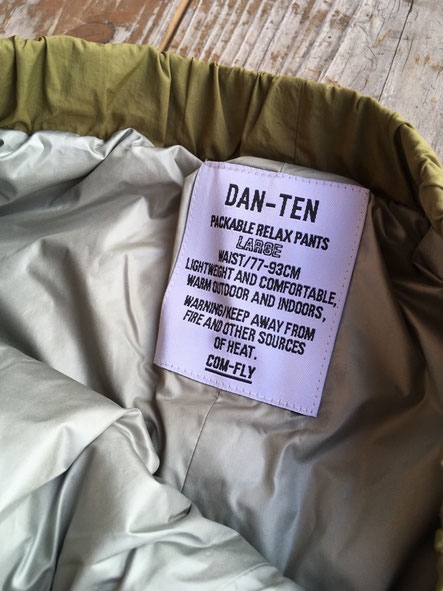 DAN-TEN
PACKABLE RELAX PANTS
LARGE
WAIST/77-93CM
LIGHTWEIGHT AND COMFORTABLE,
WARM OUTDOOR AND INDOORS,
WARNING/KEEP AWAY FROM
FIRE AND OTHER SOURCES
OF HEAT.
COM-FLY